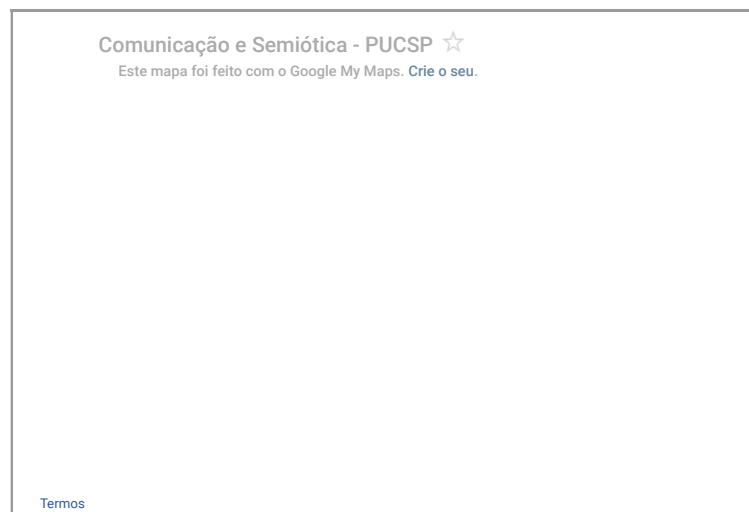 Comunicação e Semiótica - PUCSP
Este mapa foi feito com o Google My Maps. Crie o seu.
Termos